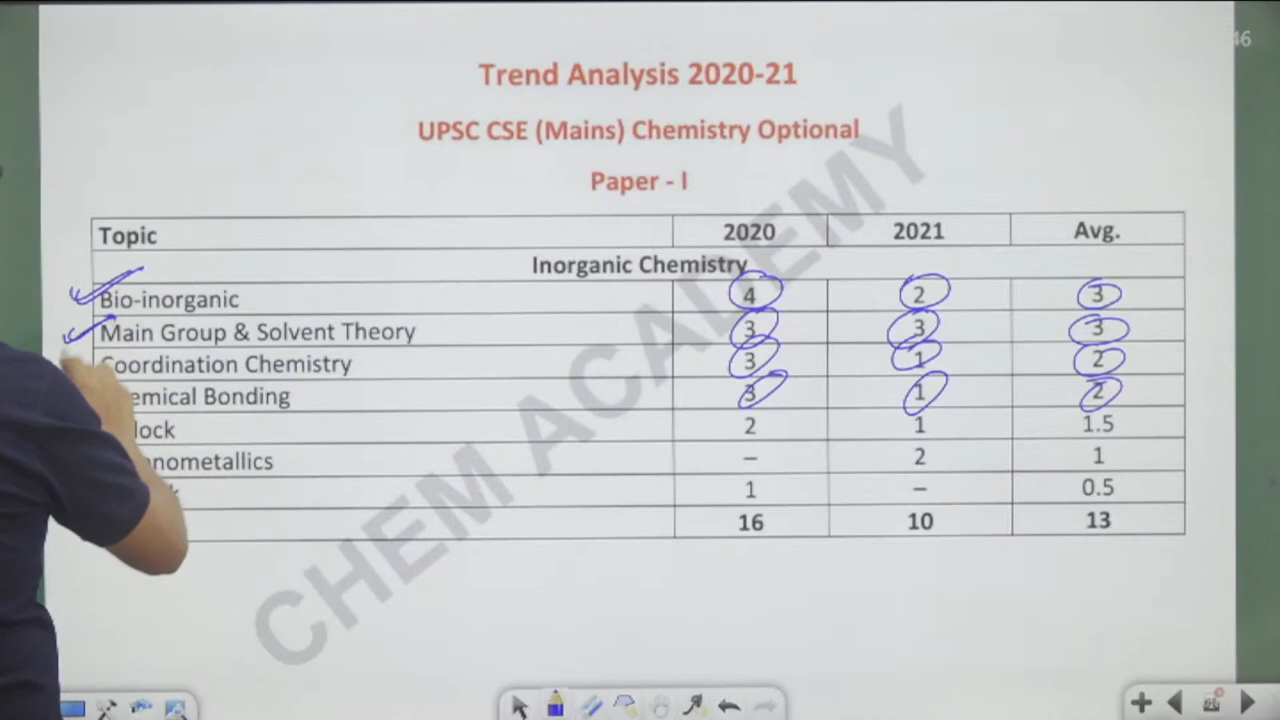 46
Trend Analysis 2020-21
UPSC CSE (Mains) Chemistry Optional
Paper - I
Topic 2020 2021 Avg.
Inorganic Chemistry
Bio-inorganic 4 2 3
Main Group & Solvent Theory 3 3 3
Coordination Chemistry 3 1 2
emical Bonding 3 1 2
lock 2 1 1.5
nometallics – 2 1
1 – 0.5
16 10 13
CHEM ACADEMY